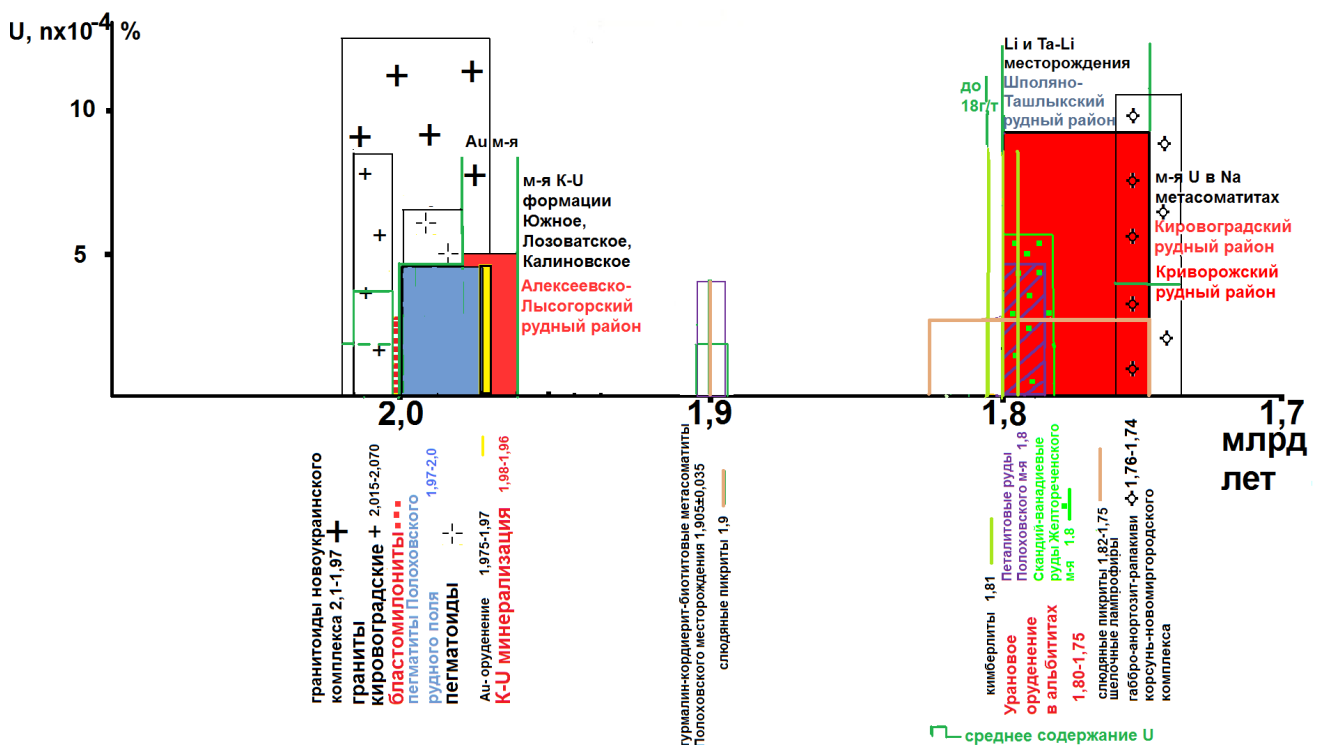 U, nx10⁻⁴ %
10
5
Au м-я
м-я K-U
формации
Южное,
Лозоватское,
Калиновское
Алексеевско-
Лысогорский
рудный район
до
18г/т
Li и Ta-Li
месторождения
Шполяно-
Ташлыкский
рудный район
м-я U в Na
метасоматитах
Кировоградский
рудный район
Криворожский
рудный район
2,0
1,9
1,8
1,7
млрд
лет
гранитоиды новоукраинского
комплекса 2,1-1,97
граниты
кировоградские 2,015-2,070
бластомилониты
пегматиты Полоховского
рудного поля 1,97-2,0
пегматоиды
Au- оруденение 1,975-1,97
K-U минерализация 1,98-1,96
турмалин-кордиерит-биотитовые метасоматиты
Полоховского месторождения 1,905±0,035
слюдяные пикриты 1,9
кимберлиты 1,81
Петалитовые руды
Полоховского м-я 1,8
Скандий-ванадиевые
руды Желтореченского
м-я 1.8
Урановое
оруденение
в альбититах
1,80-1,75
слюдяные пикриты 1,82-1,75
шелочные лампрофиры
габбро-анортозит-рапакиви 1,76-1,74
корсунь-новомиргородского
комплекса
среднее содержание U